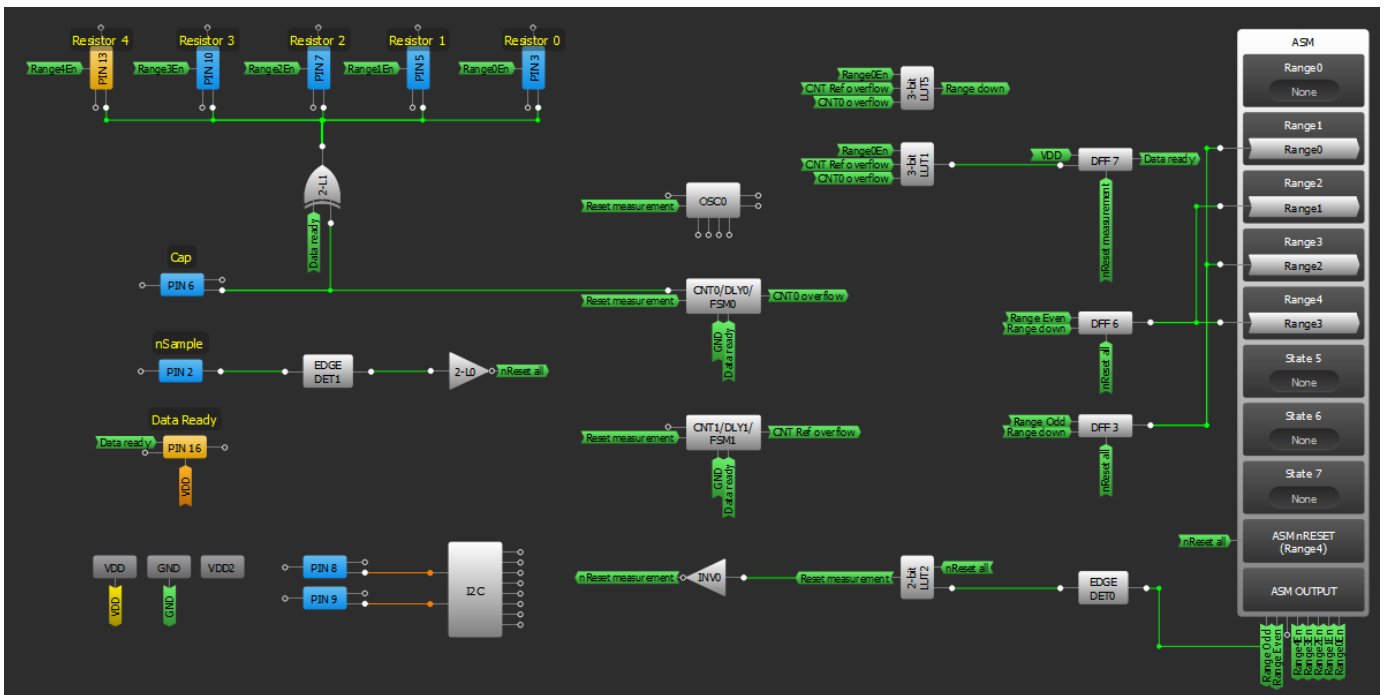 Resistor 4
Resistor 3
Resistor 2
Resistor 1
Resistor 0
Range4En
PIN 13
Range3En
PIN 10
Range2En
PIN 7
Range1En
PIN 5
Range0En
PIN 3
2-L1
Data ready
Cap
PIN 6
nSample
PIN 2
EDGE
DET1
2-L0
nReset all
Data Ready
Data ready
PIN 16
VDD
VDD
GND
VDD2
VDD
GND
PIN 8
PIN 9
I2C
Reset measurement
OSC0
Reset measurement
CNT0/DLY0/
FSM0
CNT0 overflow
GND
Data ready
Reset measurement
CNT1/DLY1/
FSM1
CNT Ref overflow
GND
Data ready
nReset measurement
INV0
Reset measurement
2-bit
LUT2
nReset all
EDGE
DET0
Range0En
CNT Ref overflow
CNT0 overflow
3-bit
LUT5
Range down
Range0En
CNT Ref overflow
CNT0 overflow
3-bit
LUT1
VDD
DFF 7
Data ready
nReset measurement
Range Even
Range down
DFF 6
nReset all
Range Odd
Range down
DFF 3
nReset all
ASM
Range0
None
Range1
Range0
Range2
Range1
Range3
Range2
Range4
Range3
State 5
None
State 6
None
State 7
None
nReset all
ASM nRESET
(Range4)
ASM OUTPUT
Range Odd
Range Even
Range4En
Range3En
Range2En
Range1En
Range0En